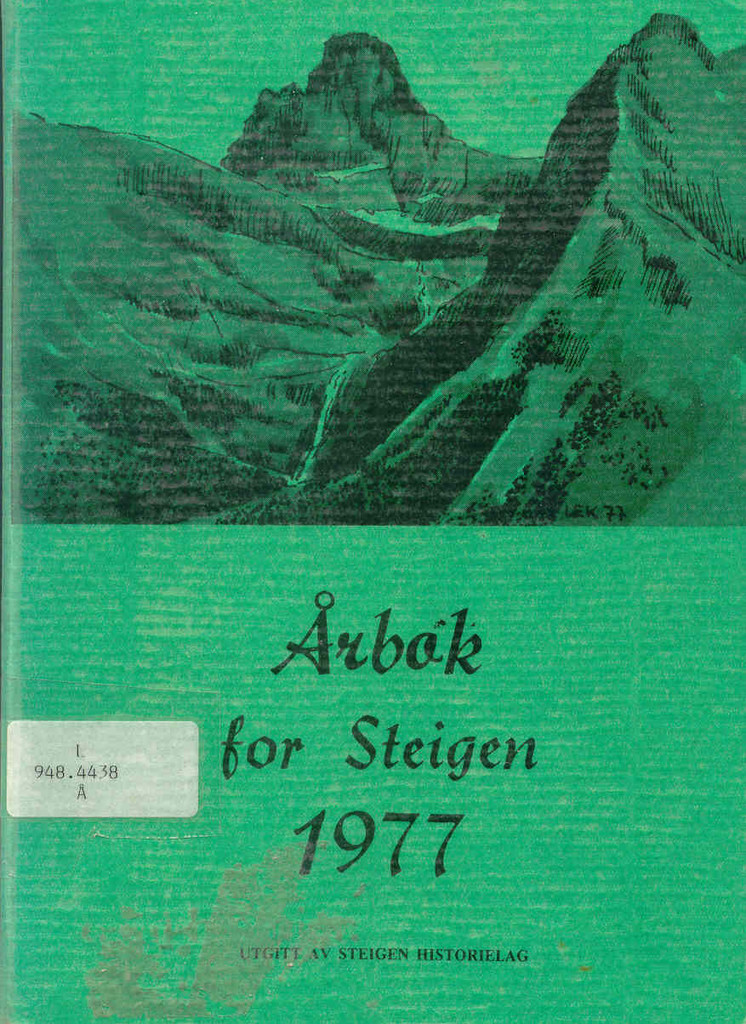 LEK 77
Årbok
for Steigen
1977
L
948.4438
Å
UTGITT AV STEIGEN HISTORIELAG